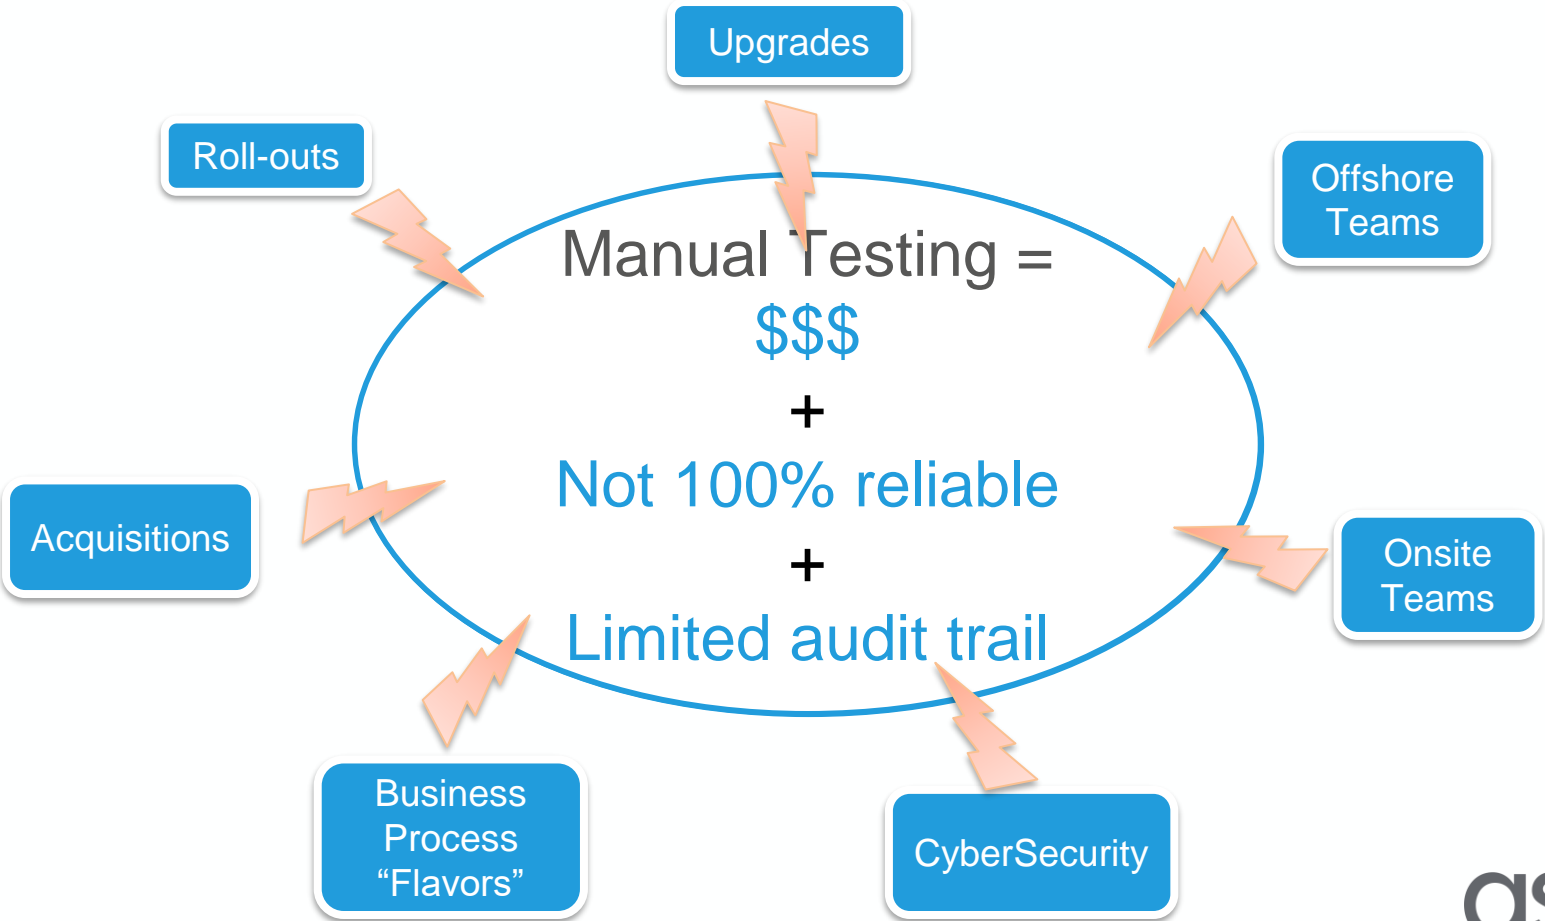 Upgrades
Roll-outs
Offshore
Teams
Manual Testing =
$$$
+
Not 100% reliable
+
Limited audit trail
Acquisitions
Onsite
Teams
Business
Process
“Flavors”
CyberSecurity